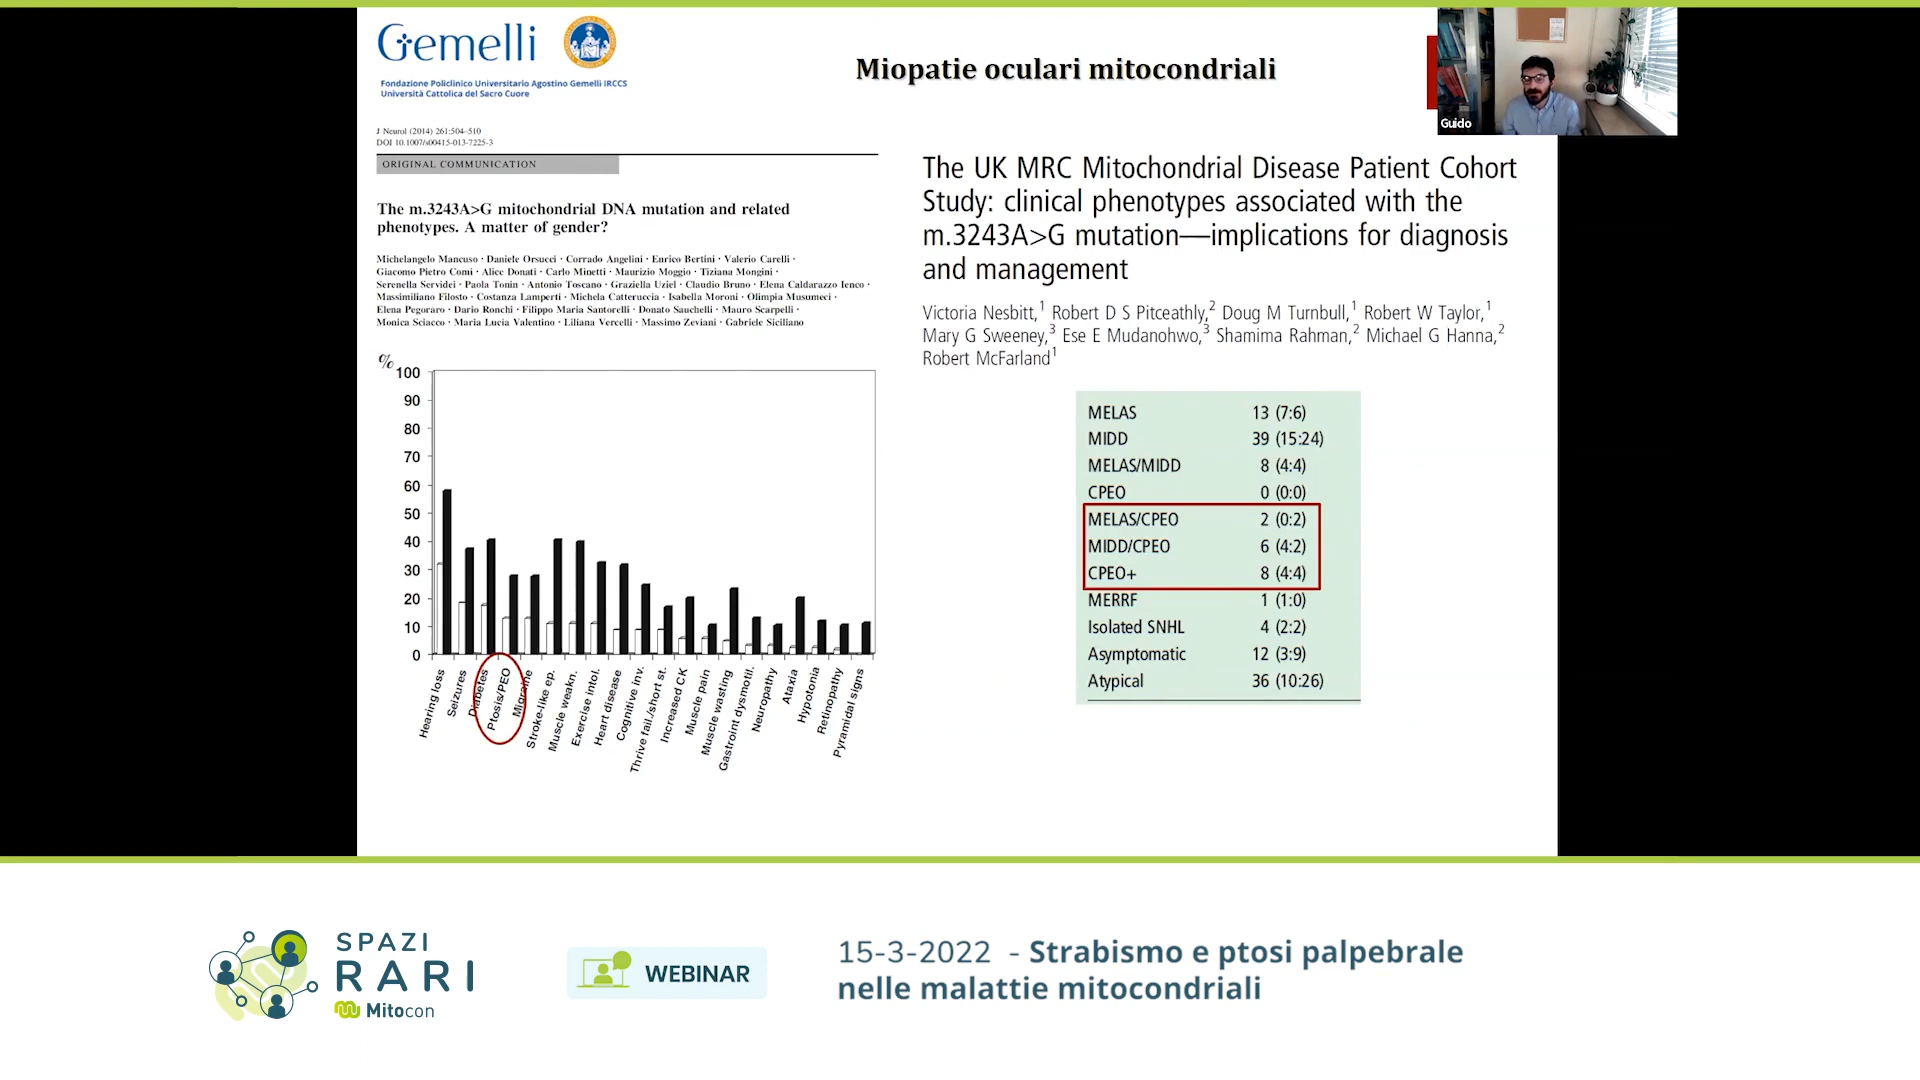 Gemelli
Fondazione Policlinico Universitario Agostino Gemelli IRCCS
Università Cattolica del Sacro Cuore
Miopatie oculari mitocondriali
Guido
J Neurol (2014) 261:504–510
DOI 10.1007/s00415-013-7225-3
ORIGINAL COMMUNICATION
The m.3243A>G mitochondrial DNA mutation and related
phenotypes. A matter of gender?
Michelangelo Mancuso · Daniele Orsucci · Corrado Angelini · Enrico Bertini · Valerio Carelli ·
Giacomo Pietro Comi · Alice Donati · Carlo Minetti · Maurizio Moggio · Tiziana Mongini ·
Serenella Servidei · Paola Tonin · Antonio Toscano · Graziella Uziel · Claudio Bruno · Elena Caldarazzo Ienco ·
Massimiliano Filosto · Costanza Lamperti · Michela Catteruccia · Isabella Moroni · Olimpia Musumeci ·
Elena Pegoraro · Dario Ronchi · Filippo Maria Santorelli · Donato Sauchelli · Mauro Scarpelli ·
Monica Sciacco · Maria Lucia Valentino · Liliana Vercelli · Massimo Zeviani · Gabriele Siciliano
%
100
90
80
70
60
50
40
30
20
10
0
Hearing loss
Seizures
Diabetes
Ptosis/PEO
Migraine
Stroke-like ep.
Muscle weakn.
Exercise intol.
Heart disease
Cognitive inv.
Thrive fail./short st.
Increased CK
Muscle pain
Muscle wasting
Gastroint dysmotil.
Neuropathy
Ataxia
Hypotonia
Retinopathy
Pyramidal signs
The UK MRC Mitochondrial Disease Patient Cohort
Study: clinical phenotypes associated with the
m.3243A>G mutation—implications for diagnosis
and management
Victoria Nesbitt,1 Robert D S Pitceathly,2 Doug M Turnbull,1 Robert W Taylor,1
Mary G Sweeney,3 Ese E Mudanohwo,3 Shamima Rahman,2 Michael G Hanna,2
Robert McFarland1
MELAS 13 (7:6)
MIDD 39 (15:24)
MELAS/MIDD 8 (4:4)
CPEO 0 (0:0)
MELAS/CPEO 2 (0:2)
MIDD/CPEO 6 (4:2)
CPEO+ 8 (4:4)
MERRF 1 (1:0)
Isolated SNHL 4 (2:2)
Asymptomatic 12 (3:9)
Atypical 36 (10:26)
SPAZI
RARI
Mitocon
WEBINAR
15-3-2022 - Strabismo e ptosi palpebrale
nelle malattie mitocondriali